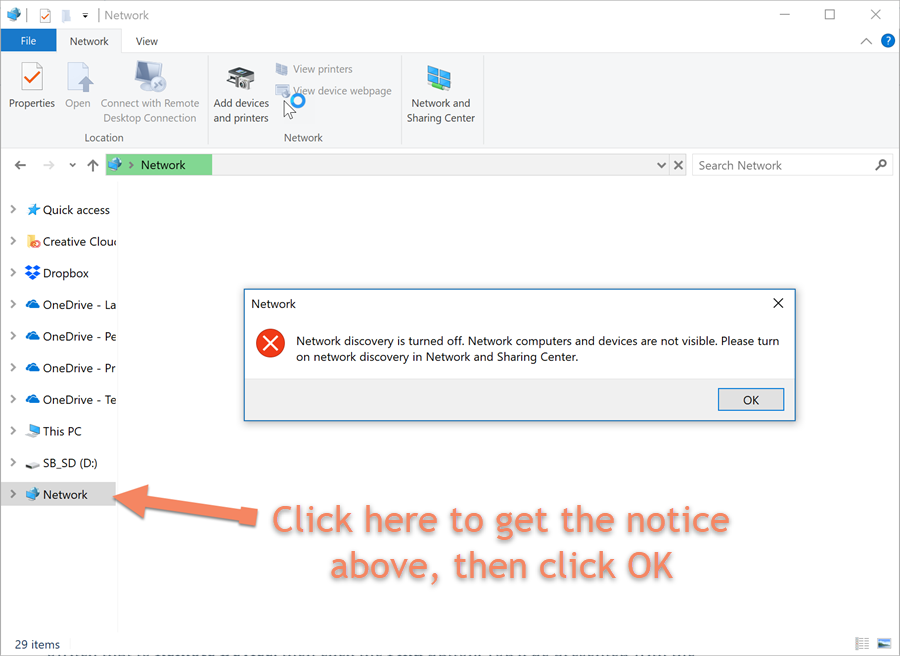 Network
File
Network
View
Properties
Open
Connect with Remote
Desktop Connection
Location
Add devices
and printers
View printers
View device webpage
Network
Network and
Sharing Center
Network
Search Network
Quick access
Creative Clou
Dropbox
OneDrive - La
OneDrive - Pe
OneDrive - Pr
OneDrive - Te
This PC
SB_SD (D:)
Network
Network
Network discovery is turned off. Network computers and devices are not visible. Please turn
on network discovery in Network and Sharing Center.
OK
Click here to get the notice
above, then click OK
29 items